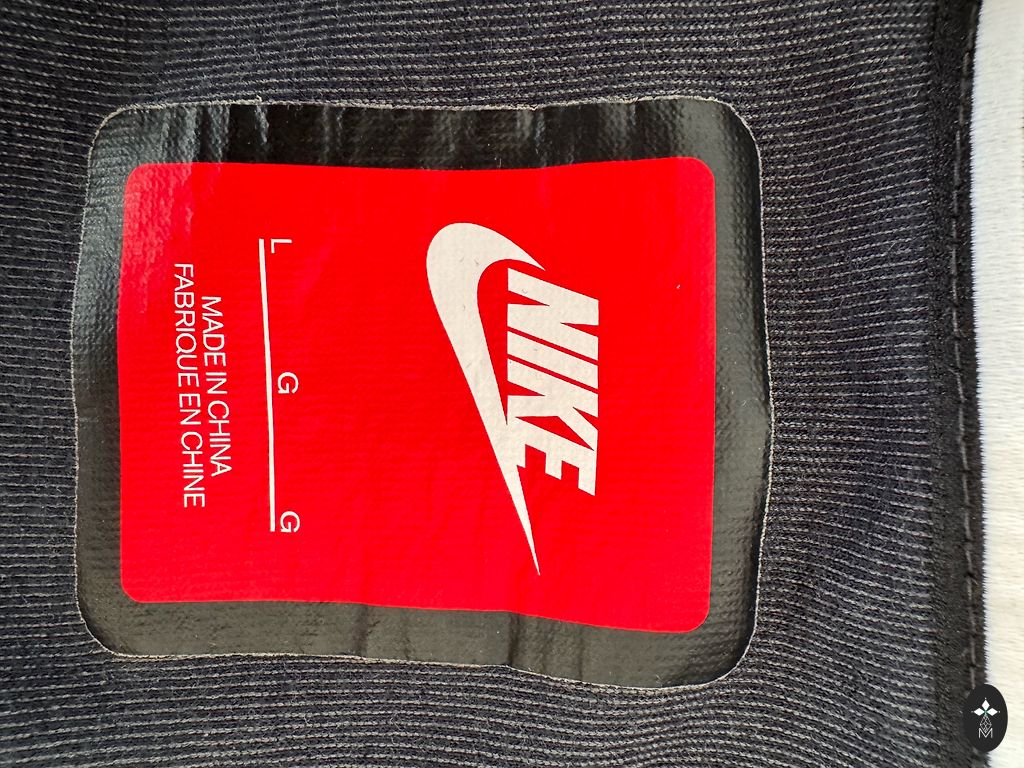 NIKE
L G G
MADE IN CHINA
FABRIQUE EN CHINE
M